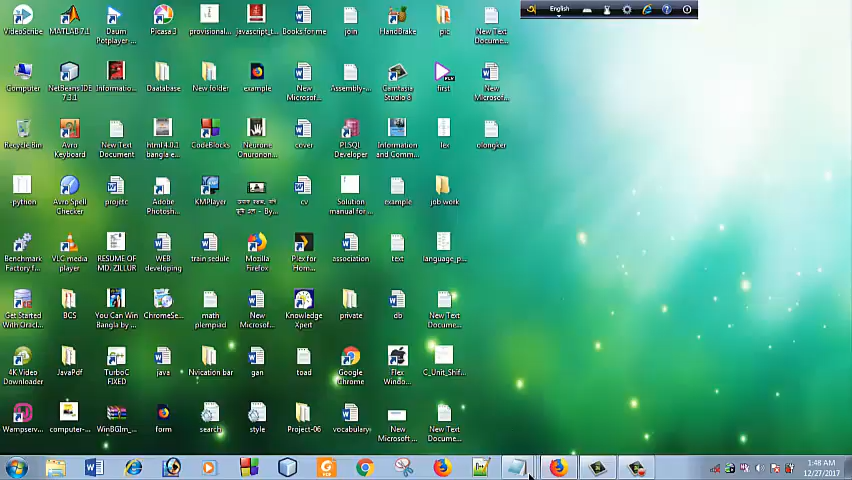 English
VideoScribe
MATLAB 7.1
Daum
Potplayer-...
Picasa 3
provisional...
javascript_t...
Books for me
join
HandBrake
pic
New Text
Docum...
Computer
NetBeans IDE
7.3.1
Informatio...
Daatabase
New folder
example
New
Microsof...
Assembly-...
Camtasia
Studio 8
first
New
Microsof...
Recycle Bin
Avro
Keyboard
New Text
Document
html 4.0.1
bangla e...
CodeBlocks
Neurone
Onuronon...
cover
PLSQL
Developer
Information
and Comm...
lex
olongker
python
Avro Spell
Checker
projetc
Adobe
Photosh...
KMPlayer
cv
Solution
manual for...
example
job work
Benchmark
Factory f...
VLC media
player
RESUME OF
MD. ZILLUR
WEB
developing
train sedule
Mozilla
Firefox
Plex for
Hom...
association
text
language_p...
Get Started
With Oracl...
BCS
You Can Win
Bangla by ...
ChromeSe...
math
plempiad
New
Microsof...
Knowledge
Xpert
private
db
New Text
Docume...
4K Video
Downloader
JavaPdf
TurboC
FIXED
java
Nvication bar
gan
toad
Google
Chrome
Flex
Windo...
C_Unit_Shif...
Wampserv...
computer-...
WinBGIm_...
form
search
style
Project-06
vocabulary
New
Microsoft ...
New Text
Docume...
1:48 AM
12/27/2017